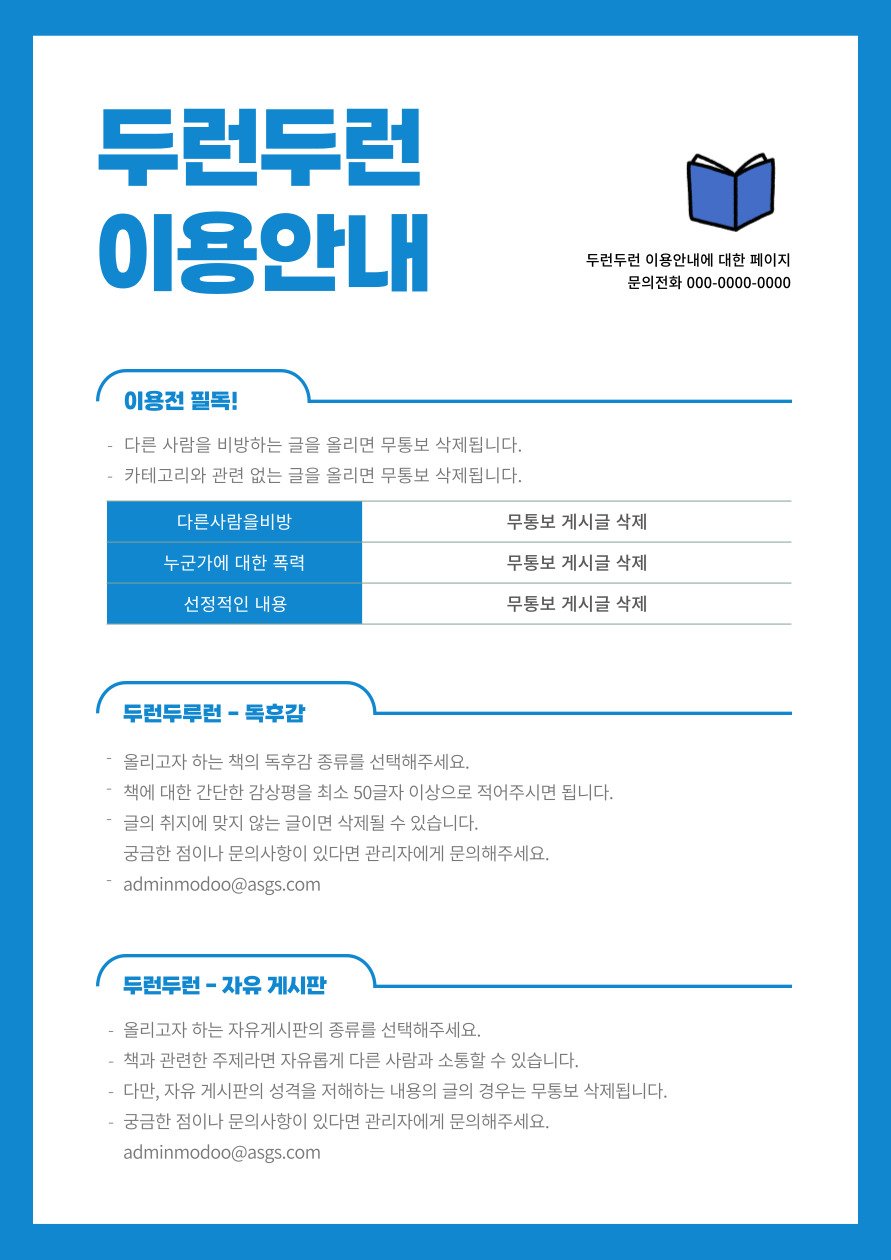 두런두런
이용안내
두런두런 이용안내에 대한 페이지
문의전화 000-0000-0000
이용전 필독!
- 다른 사람을 비방하는 글을 올리면 무통보 삭제됩니다.
- 카테고리와 관련 없는 글을 올리면 무통보 삭제됩니다.
다른사람을비방 무통보 게시글 삭제
누군가에 대한 폭력 무통보 게시글 삭제
선정적인 내용 무통보 게시글 삭제
두런두루런 - 독후감
- 올리고자 하는 책의 독후감 종류를 선택해주세요.
- 책에 대한 간단한 감상평을 최소 50글자 이상으로 적어주시면 됩니다.
- 글의 취지에 맞지 않는 글이면 삭제될 수 있습니다.
궁금한 점이나 문의사항이 있다면 관리자에게 문의해주세요.
- adminmodoo@asgs.com
두런두런 - 자유 게시판
- 올리고자 하는 자유게시판의 종류를 선택해주세요.
- 책과 관련한 주제라면 자유롭게 다른 사람과 소통할 수 있습니다.
- 다만, 자유 게시판의 성격을 저해하는 내용의 글의 경우는 무통보 삭제됩니다.
- 궁금한 점이나 문의사항이 있다면 관리자에게 문의해주세요.
adminmodoo@asgs.com